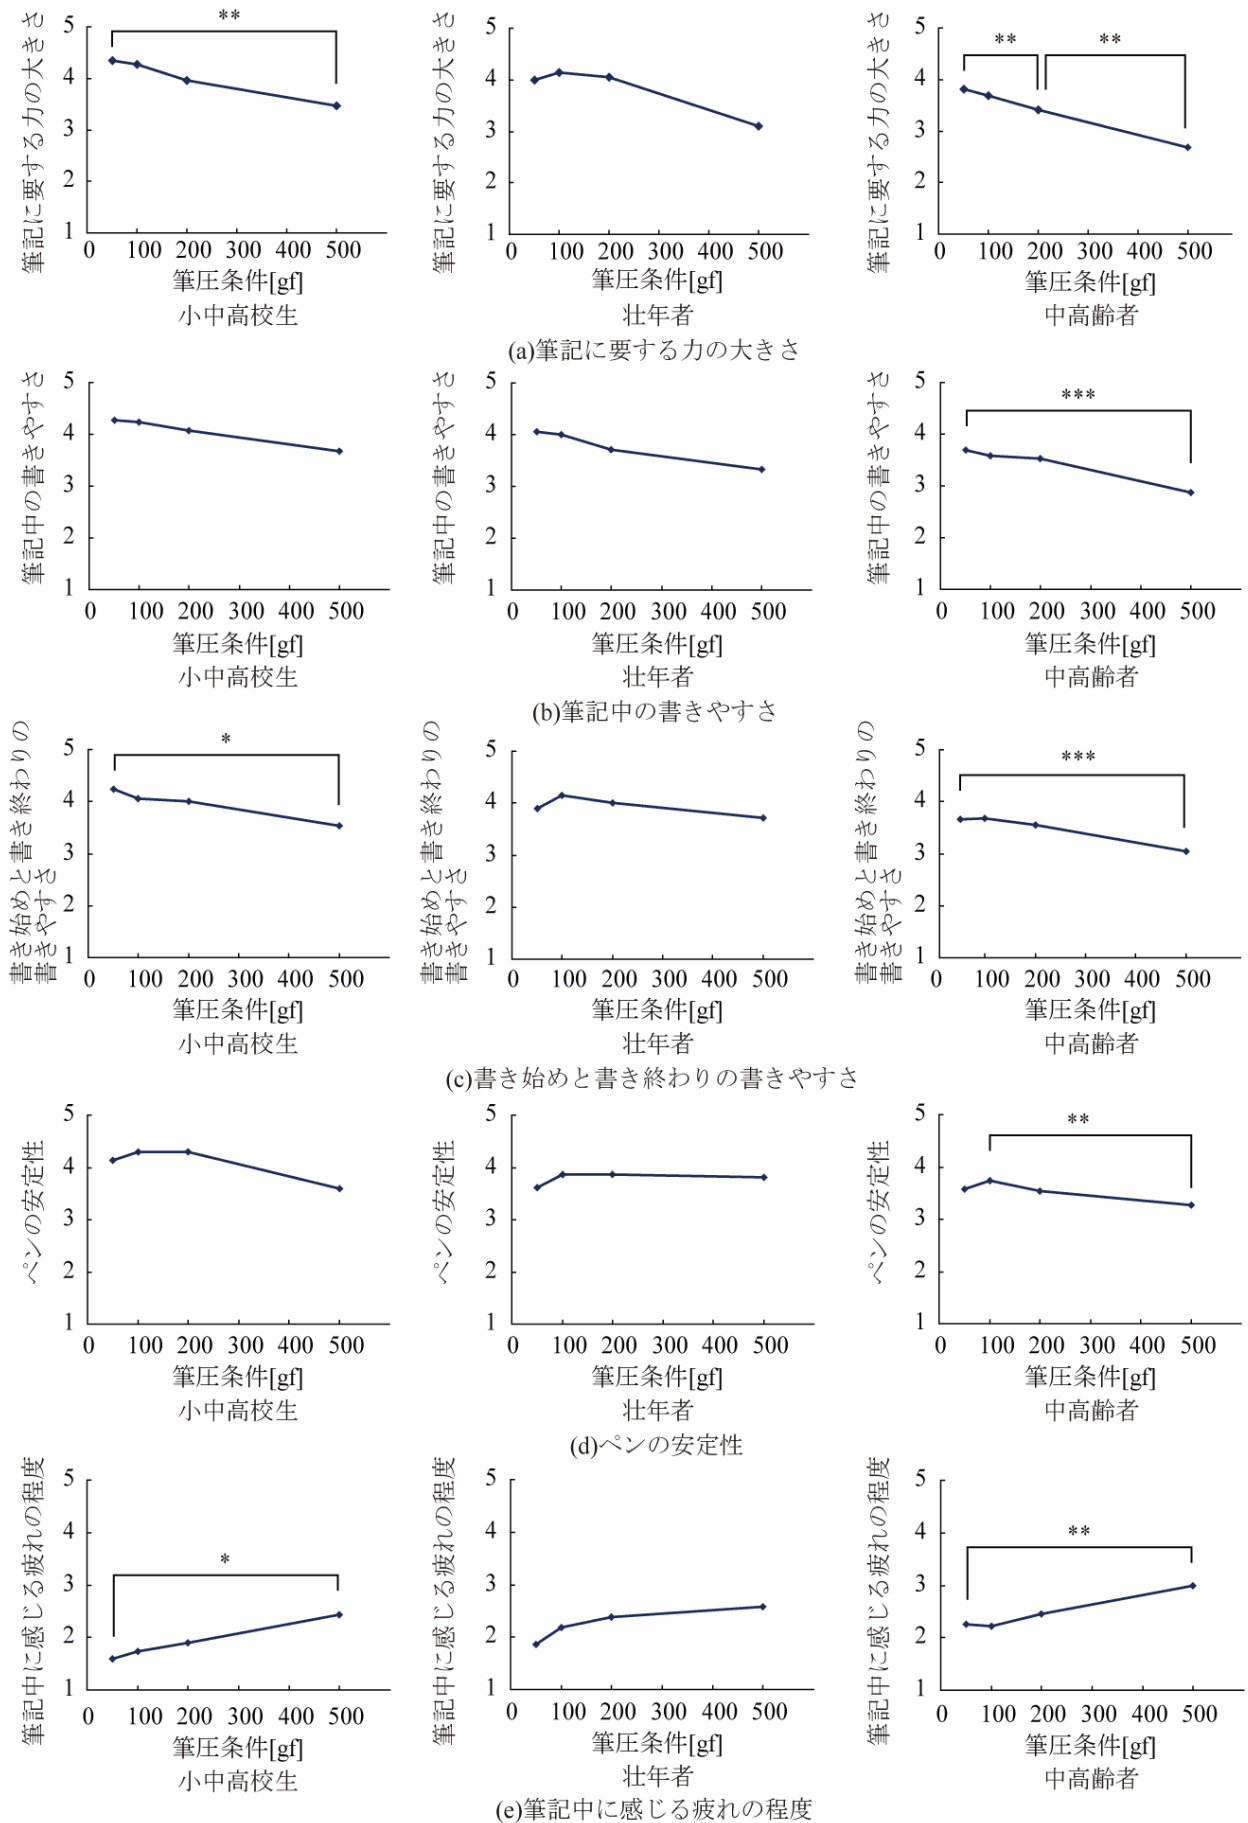 **
筆記に要する力の大きさ
5
4
3
2
1
0 100 200 300 400 500
筆圧条件[gf]
小中高校生
筆記に要する力の大きさ
5
4
3
2
1
0 100 200 300 400 500
筆圧条件[gf]
壮年者
** **
筆記に要する力の大きさ
5
4
3
2
1
0 100 200 300 400 500
筆圧条件[gf]
中高齢者
(a)筆記に要する力の大きさ
筆記中の書きやすさ
5
4
3
2
1
0 100 200 300 400 500
筆圧条件[gf]
小中高校生
筆記中の書きやすさ
5
4
3
2
1
0 100 200 300 400 500
筆圧条件[gf]
壮年者
***
筆記中の書きやすさ
5
4
3
2
1
0 100 200 300 400 500
筆圧条件[gf]
中高齢者
(b)筆記中の書きやすさ
*
書き始めと書き終わりの
書きやすさ
5
4
3
2
1
0 100 200 300 400 500
筆圧条件[gf]
小中高校生
書き始めと書き終わりの
書きやすさ
5
4
3
2
1
0 100 200 300 400 500
筆圧条件[gf]
壮年者
***
書き始めと書き終わりの
書きやすさ
5
4
3
2
1
0 100 200 300 400 500
筆圧条件[gf]
中高齢者
(c)書き始めと書き終わりの書きやすさ
ペンの安定性
5
4
3
2
1
0 100 200 300 400 500
筆圧条件[gf]
小中高校生
ペンの安定性
5
4
3
2
1
0 100 200 300 400 500
筆圧条件[gf]
壮年者
**
ペンの安定性
5
4
3
2
1
0 100 200 300 400 500
筆圧条件[gf]
中高齢者
(d)ペンの安定性
*
筆記中に感じる疲れの程度
5
4
3
2
1
0 100 200 300 400 500
筆圧条件[gf]
小中高校生
筆記中に感じる疲れの程度
5
4
3
2
1
0 100 200 300 400 500
筆圧条件[gf]
壮年者
**
筆記中に感じる疲れの程度
5
4
3
2
1
0 100 200 300 400 500
筆圧条件[gf]
中高齢者
(e)筆記中に感じる疲れの程度